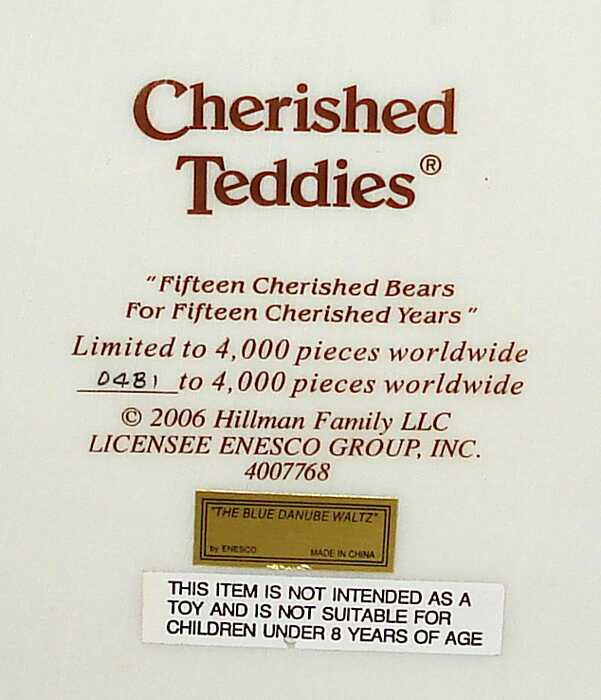 Cherished
Teddies®
"Fifteen Cherished Bears
For Fifteen Cherished Years"
Limited to 4,000 pieces worldwide
0481 to 4,000 pieces worldwide
© 2006 Hillman Family LLC
LICENSEE ENESCO GROUP, INC.
4007768
"THE BLUE DANUBE WALTZ"
by ENESCO MADE IN CHINA
THIS ITEM IS NOT INTENDED AS A
TOY AND IS NOT SUITABLE FOR
CHILDREN UNDER 8 YEARS OF AGE